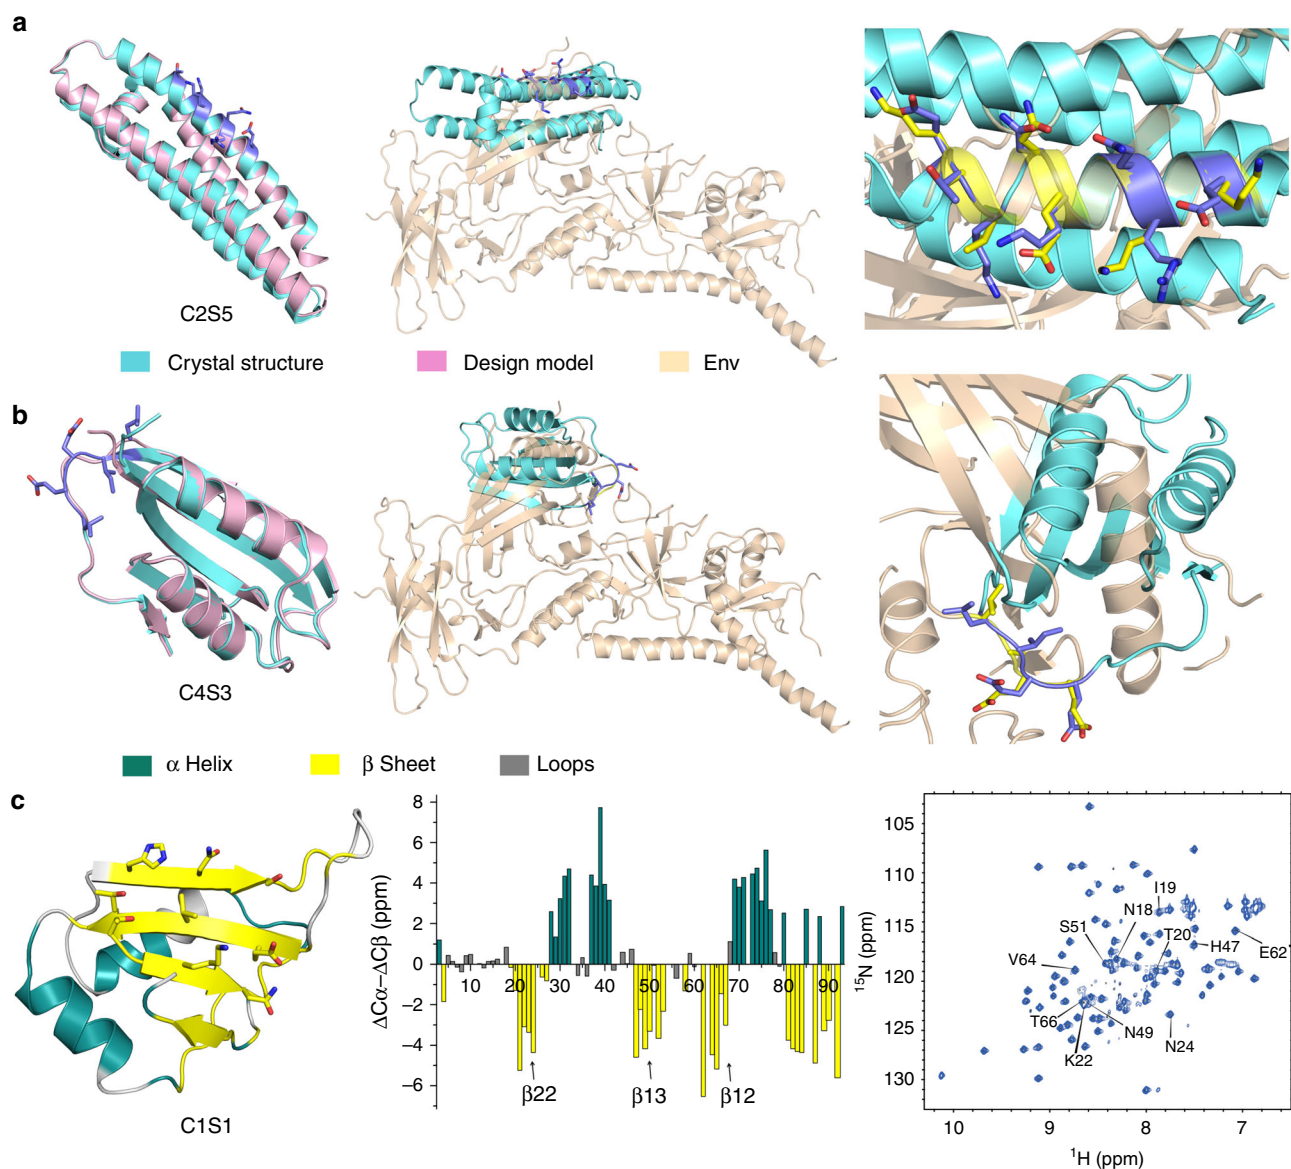 a
C2S5
Crystal structure
Design model
Env
b
C4S3
α Helix
β Sheet
Loops
c
C1S1
ΔCα–ΔCβ (ppm)
8
6
4
2
0
−2
−4
−6
10 20 30 40 50 60 70 80 90
β22
β13
β12
15N (ppm)
105
110
115
120
125
130
I19
N18
S51
T20
H47
E62
V64
T66
N49
K22
N24
10 9 8 7
1H (ppm)